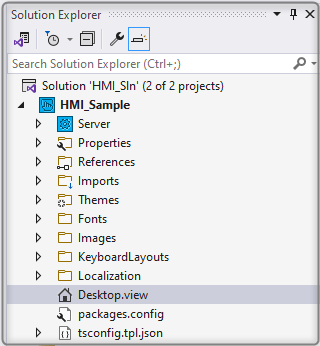 Solution Explorer
Search Solution Explorer (Ctrl+;)
Solution 'HMI_Sln' (2 of 2 projects)
HMI_Sample
Server
Properties
References
Imports
Themes
Fonts
Images
KeyboardLayouts
Localization
Desktop.view
packages.config
tsconfig.tpl.json